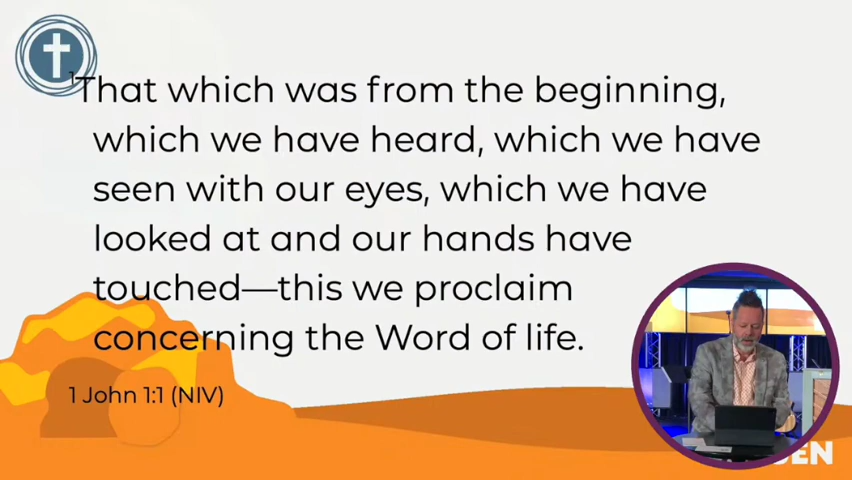 1That which was from the beginning,
which we have heard, which we have
seen with our eyes, which we have
looked at and our hands have
touched—this we proclaim
concerning the Word of life.
1 John 1:1 (NIV)